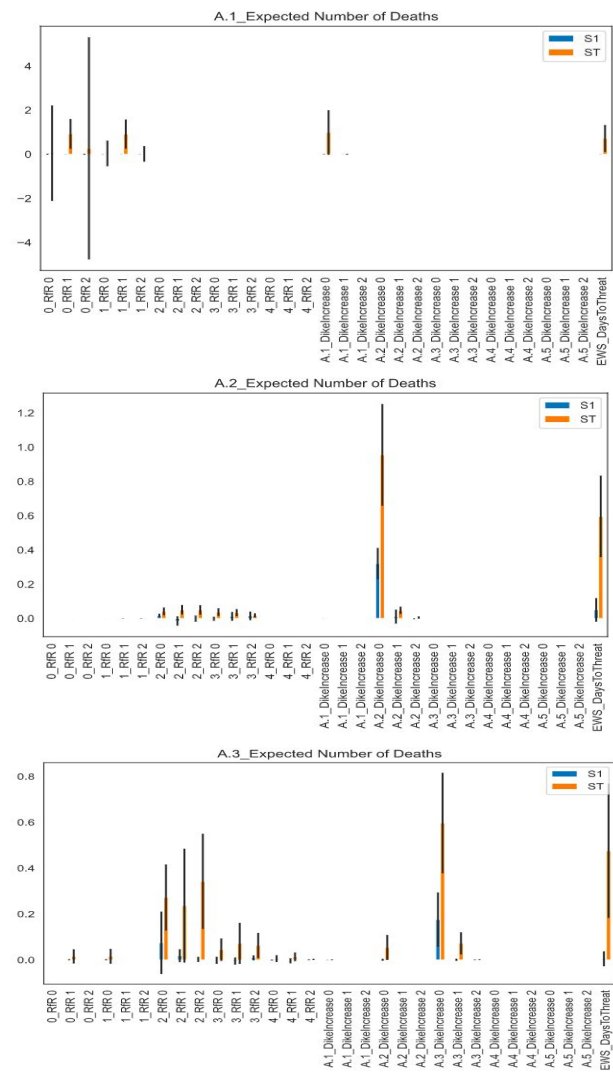 A.1_Expected Number of Deaths
S1
ST
4
2
0
−2
−4
0_RfR 0
0_RfR 1
0_RfR 2
1_RfR 0
1_RfR 1
1_RfR 2
2_RfR 0
2_RfR 1
2_RfR 2
3_RfR 0
3_RfR 1
3_RfR 2
4_RfR 0
4_RfR 1
4_RfR 2
A.1_DikeIncrease 0
A.1_DikeIncrease 1
A.1_DikeIncrease 2
A.2_DikeIncrease 0
A.2_DikeIncrease 1
A.2_DikeIncrease 2
A.3_DikeIncrease 0
A.3_DikeIncrease 1
A.3_DikeIncrease 2
A.4_DikeIncrease 0
A.4_DikeIncrease 1
A.4_DikeIncrease 2
A.5_DikeIncrease 0
A.5_DikeIncrease 1
A.5_DikeIncrease 2
EWS_DaysToThreat
A.2_Expected Number of Deaths
S1
ST
1.2
1.0
0.8
0.6
0.4
0.2
0.0
0_RfR 0
0_RfR 1
0_RfR 2
1_RfR 0
1_RfR 1
1_RfR 2
2_RfR 0
2_RfR 1
2_RfR 2
3_RfR 0
3_RfR 1
3_RfR 2
4_RfR 0
4_RfR 1
4_RfR 2
A.1_DikeIncrease 0
A.1_DikeIncrease 1
A.1_DikeIncrease 2
A.2_DikeIncrease 0
A.2_DikeIncrease 1
A.2_DikeIncrease 2
A.3_DikeIncrease 0
A.3_DikeIncrease 1
A.3_DikeIncrease 2
A.4_DikeIncrease 0
A.4_DikeIncrease 1
A.4_DikeIncrease 2
A.5_DikeIncrease 0
A.5_DikeIncrease 1
A.5_DikeIncrease 2
EWS_DaysToThreat
A.3_Expected Number of Deaths
S1
ST
0.8
0.6
0.4
0.2
0.0
0_RfR 0
0_RfR 1
0_RfR 2
1_RfR 0
1_RfR 1
1_RfR 2
2_RfR 0
2_RfR 1
2_RfR 2
3_RfR 0
3_RfR 1
3_RfR 2
4_RfR 0
4_RfR 1
4_RfR 2
A.1_DikeIncrease 0
A.1_DikeIncrease 1
A.1_DikeIncrease 2
A.2_DikeIncrease 0
A.2_DikeIncrease 1
A.2_DikeIncrease 2
A.3_DikeIncrease 0
A.3_DikeIncrease 1
A.3_DikeIncrease 2
A.4_DikeIncrease 0
A.4_DikeIncrease 1
A.4_DikeIncrease 2
A.5_DikeIncrease 0
A.5_DikeIncrease 1
A.5_DikeIncrease 2
EWS_DaysToThreat